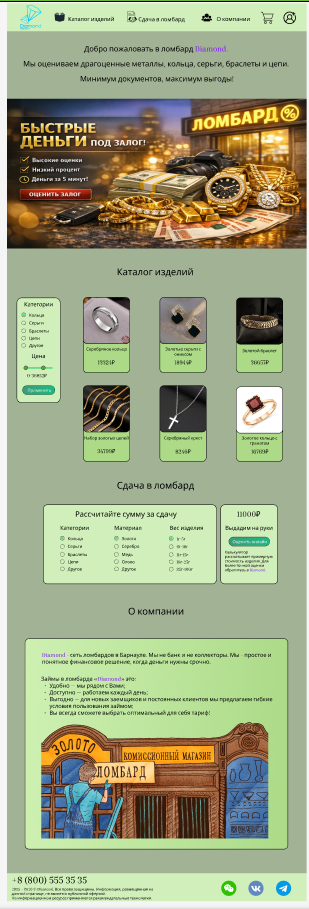 Diamond
Каталог изделий
Сдача в ломбард
О компании
Добро пожаловать в ломбард Diamond.
Мы оцениваем драгоценные металлы, кольца, серьги, браслеты и цепи.
Минимум документов, максимум выгоды!
БЫСТРЫЕ
ДЕНЬГИ ПОД ЗАЛОГ!
Высокие оценки
Низкий процент
Деньги за 5 минут!
ОЦЕНИТЬ ЗАЛОГ
ЛОМБАРД %
Каталог изделий
Категории
Кольца
Серьги
Браслеты
Цепи
Другое
Цена
Применить
Серебряное кольцо
Золотые серьги с ониксом
Золотой браслет
Набор золотых цепей
34799₽
Серебряный крест
8246₽
Золотое кольцо с гранатом
Сдача в ломбард
Рассчитайте сумму за сдачу
Категории
Материал
Вес изделия
Кольца
Золото
Серьги
Серебро
Браслеты
Медь
Цепи
Олово
Другое
Другое
11000₽
Выдадим на руки
Оценить онлайн
О компании
Diamond - сеть ломбардов в Барнауле. Мы не банк и не коллекторы. Мы - простое и
понятное финансовое решение, когда деньги нужны срочно.
Займы в ломбарде «Diamond» это:
- Удобно — мы рядом с Вами;
- Доступно — работаем каждый день;
- Выгодно — для новых заемщиков и постоянных клиентов мы предлагаем гибкие
условия пользования займом;
- Вы всегда сможете выбрать оптимальный для себя тариф!
ЗОЛОТО
КОМИССИОННЫЙ МАГАЗИН
ЛОМБАРД
+8 (800) 555 35 35